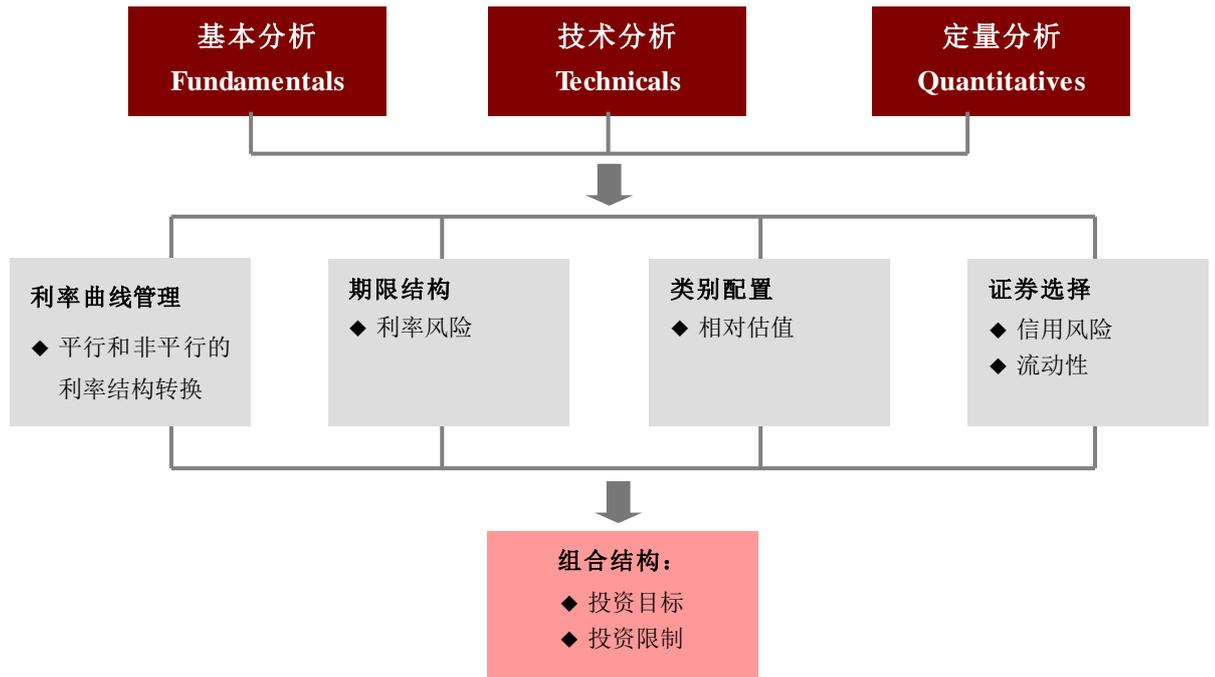 基本分析
Fundamentals
技术分析
Technicals
定量分析
Quantitatives
利率曲线管理
◆ 平行和非平行的
利率结构转换
期限结构
◆ 利率风险
类别配置
◆ 相对估值
证券选择
◆ 信用风险
◆ 流动性
组合结构：
◆ 投资目标
◆ 投资限制